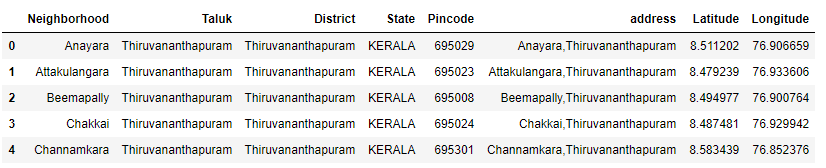 Neighborhood Taluk District State Pincode address Latitude Longitude
0 Anayara Thiruvananthapuram Thiruvananthapuram KERALA 695029 Anayara,Thiruvananthapuram 8.511202 76.906659
1 Attakulangara Thiruvananthapuram Thiruvananthapuram KERALA 695023 Attakulangara,Thiruvananthapuram 8.479239 76.933606
2 Beemapally Thiruvananthapuram Thiruvananthapuram KERALA 695008 Beemapally,Thiruvananthapuram 8.494977 76.900764
3 Chakkai Thiruvananthapuram Thiruvananthapuram KERALA 695024 Chakkai,Thiruvananthapuram 8.487481 76.929942
4 Channamkara Thiruvananthapuram Thiruvananthapuram KERALA 695301 Channamkara,Thiruvananthapuram 8.583439 76.852376